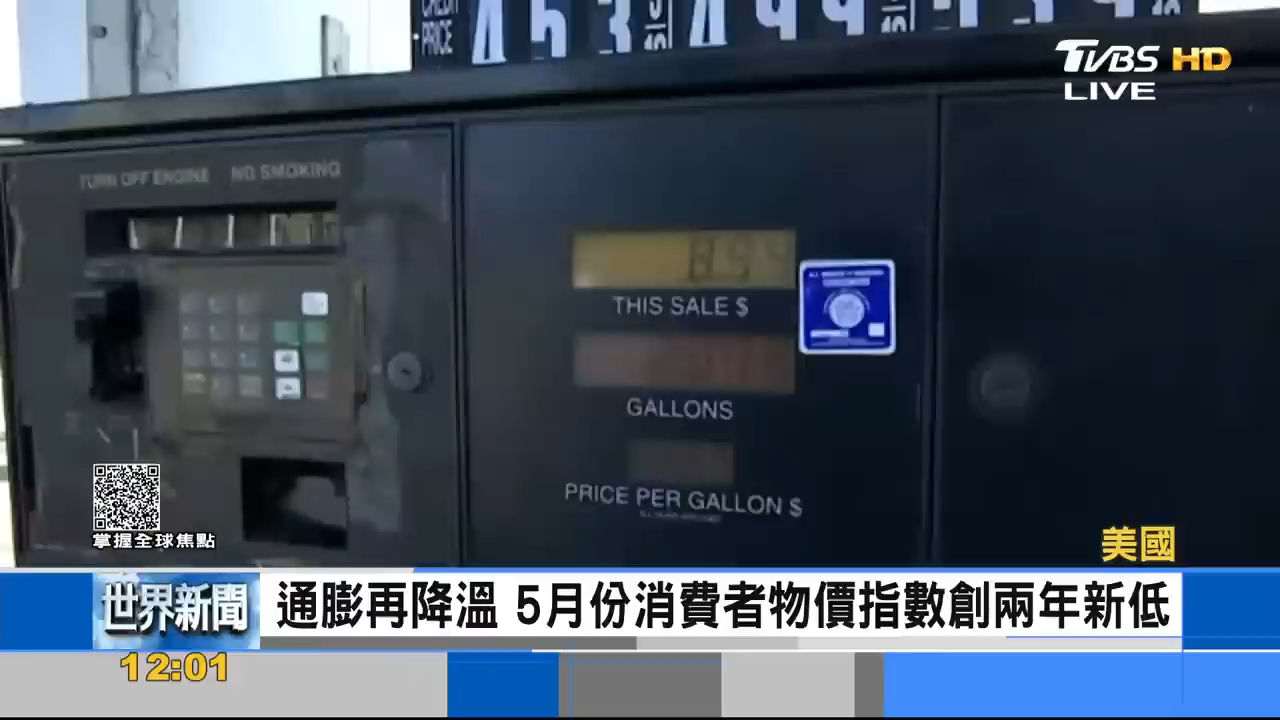 CREDIT
PRICE
TVBS HD
LIVE
TURN OFF ENGINE NO SMOKING
THIS SALE $
GALLONS
PRICE PER GALLON $
掌握全球焦點
美國
世界新聞
通膨再降溫 5月份消費者物價指數創兩年新低
12:01